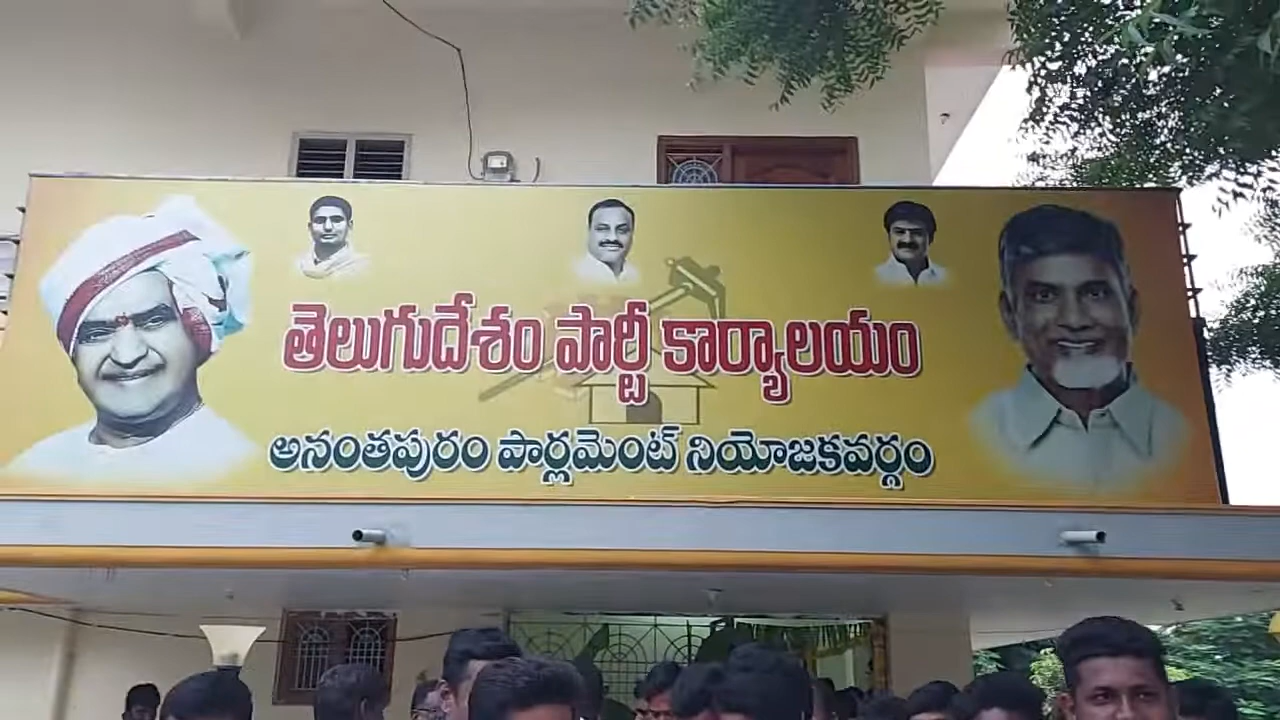 తెలుగుదేశం పార్టీ కార్యాలయం
అనంతపురం పార్లమెంట్ నియోజకవర్గం